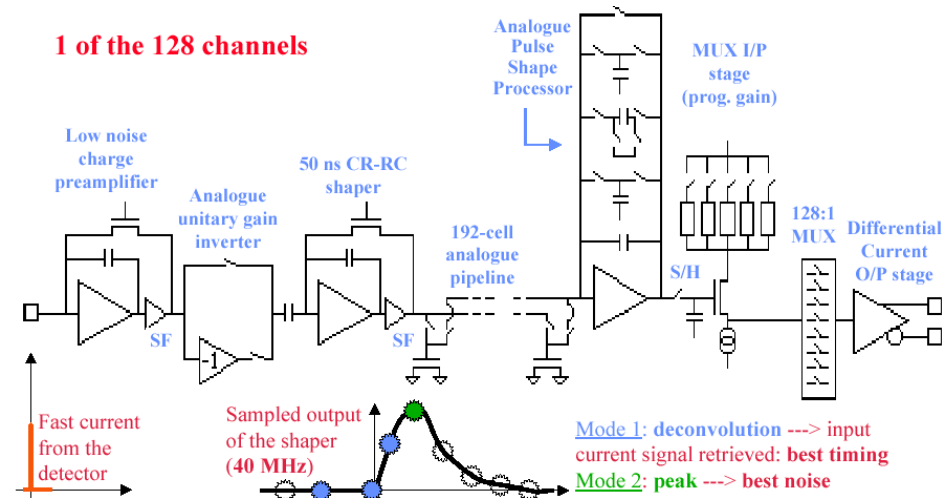 1 of the 128 channels
Analogue
Pulse
Shape
Processor
MUX I/P
stage
(prog. gain)
Low noise
charge
preamplifier
Analogue
unitary gain
inverter
50 ns CR-RC
shaper
192-cell
analogue
pipeline
S/H
128:1
MUX
Differential
Current
O/P stage
SF
-1
SF
Fast current
from the
detector
Sampled output
of the shaper
(40 MHz)
Mode 1: deconvolution ---> input
current signal retrieved: best timing
Mode 2: peak ---> best noise